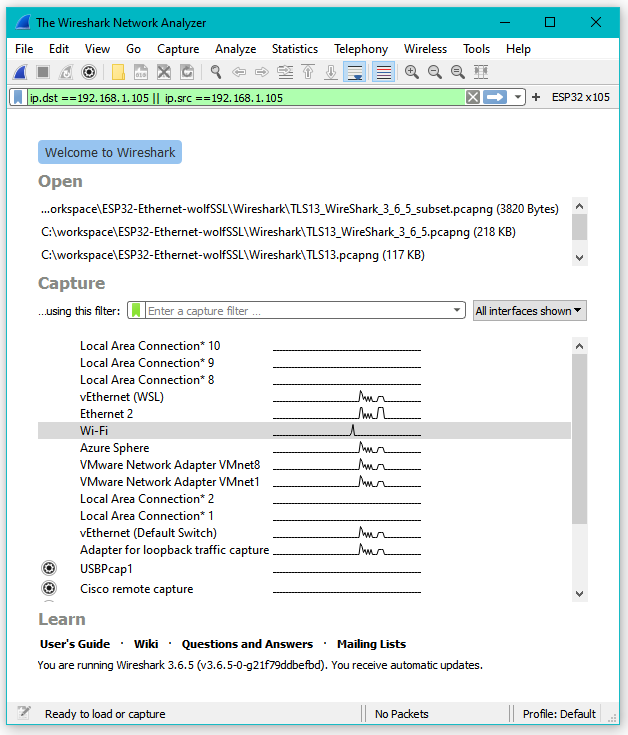 The Wireshark Network Analyzer
File Edit View Go Capture Analyze Statistics Telephony Wireless Tools Help
ip.dst ==192.168.1.105 || ip.src ==192.168.1.105
ESP32 x105
Welcome to Wireshark
Open
...orkspace\ESP32-Ethernet-wolfSSL\Wireshark\TLS13_WireShark_3_6_5_subset.pcapng (3820 Bytes)
C:\workspace\ESP32-Ethernet-wolfSSL\Wireshark\TLS13_WireShark_3_6_5.pcapng (218 KB)
C:\workspace\ESP32-Ethernet-wolfSSL\Wireshark\TLS13.pcapng (117 KB)
Capture
...using this filter: Enter a capture filter ... All interfaces shown
Local Area Connection* 10
Local Area Connection* 9
Local Area Connection* 8
vEthernet (WSL)
Ethernet 2
Wi-Fi
Azure Sphere
VMware Network Adapter VMnet8
VMware Network Adapter VMnet1
Local Area Connection* 2
Local Area Connection* 1
vEthernet (Default Switch)
Adapter for loopback traffic capture
USBPcap1
Cisco remote capture
Learn
User's Guide · Wiki · Questions and Answers · Mailing Lists
You are running Wireshark 3.6.5 (v3.6.5-0-g21f79ddbefbd). You receive automatic updates.
Ready to load or capture
No Packets
Profile: Default